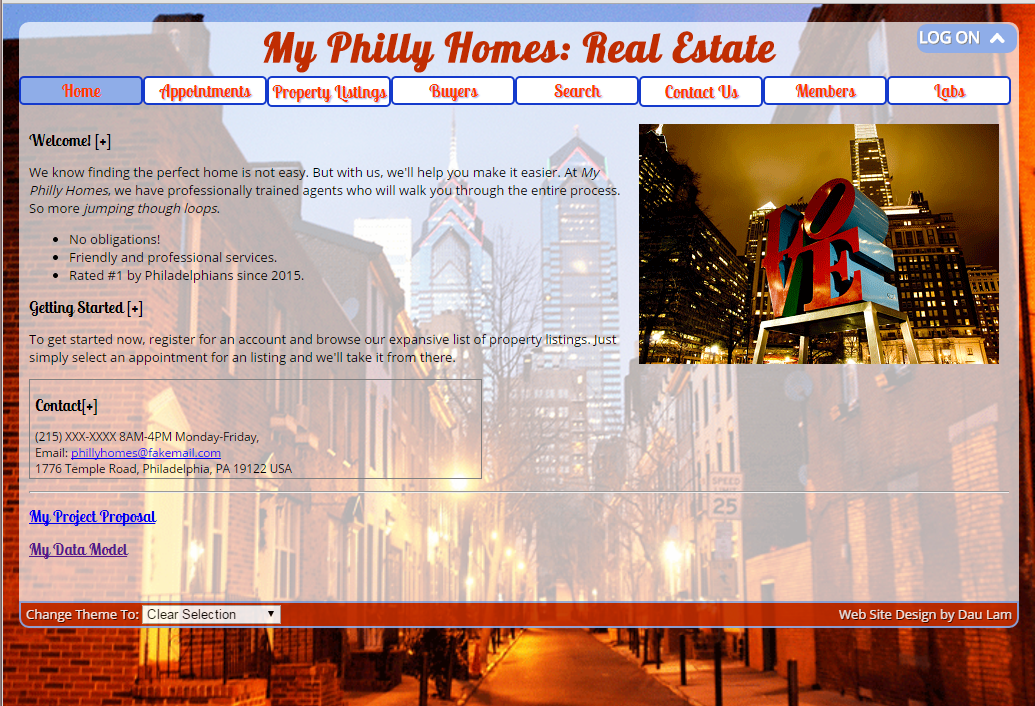 My Philly Homes: Real Estate
LOG ON
Home Appointments Property Listings Buyers Search Contact Us Members Labs
Welcome! [+]
We know finding the perfect home is not easy. But with us, we'll help you make it easier. At My
Philly Homes, we have professionally trained agents who will walk you through the entire process.
So more jumping though loops.
No obligations!
Friendly and professional services.
Rated #1 by Philadelphians since 2015.
Getting Started [+]
To get started now, register for an account and browse our expansive list of property listings. Just
simply select an appointment for an listing and we'll take it from there.
LOVE
Contact[+]
(215) XXX-XXXX 8AM-4PM Monday-Friday,
Email: phillyhomes@fakemail.com
1776 Temple Road, Philadelphia, PA 19122 USA
SPEED
LIMIT
25
My Project Proposal
My Data Model
Change Theme To: Clear Selection
Web Site Design by Dau Lam